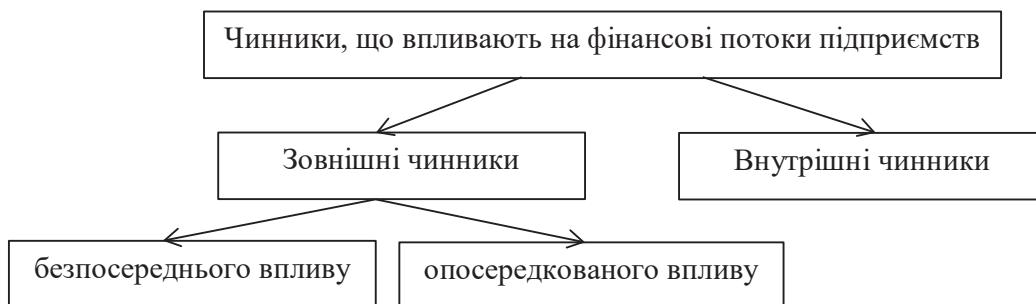 Чинники, що впливають на фінансові потоки підприємств
Зовнішні чинники
Внутрішні чинники
безпосереднього впливу
опосередкованого впливу